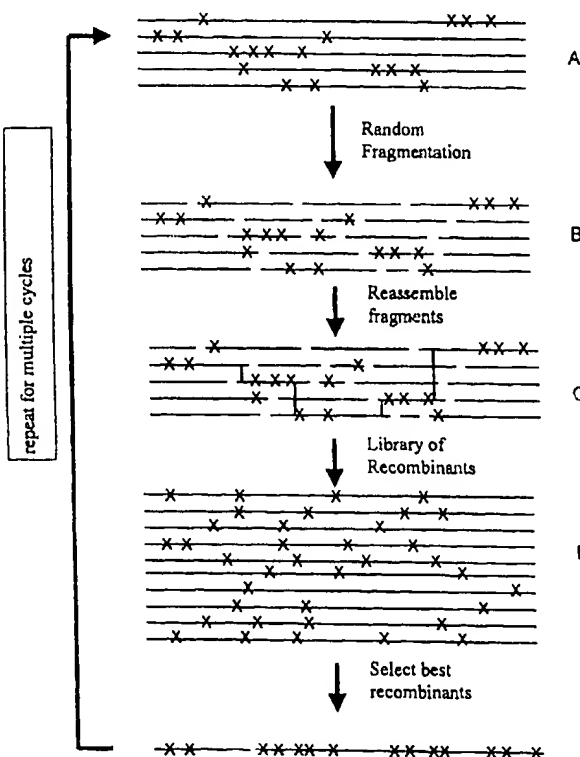 A
Random
Fragmentation
B
Reassemble
fragments
C
Library of
Recombinants
Select best
recombinants
repeat for multiple cycles